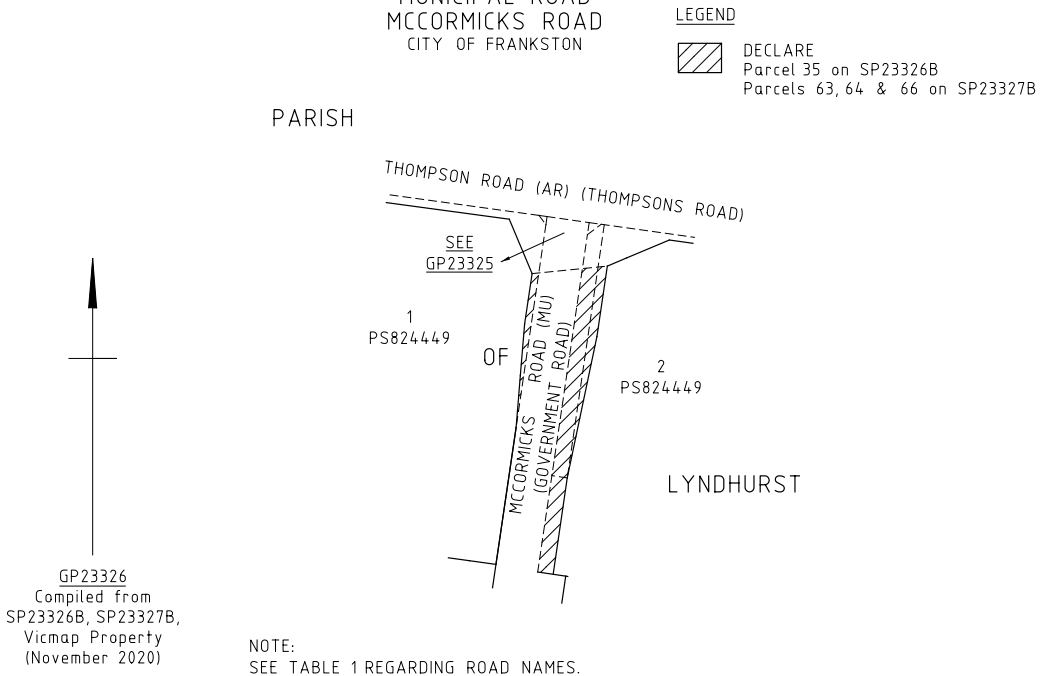 MUNICIPAL ROAD
MCCORMICKS ROAD
CITY OF FRANKSTON
LEGEND
DECLARE
Parcel 35 on SP23326B
Parcels 63, 64 & 66 on SP23327B
PARISH
THOMPSON ROAD (AR) (THOMPSONS ROAD)
SEE
GP23325
1
PS824449
OF
MCCORMICKS ROAD (MU)
(GOVERNMENT ROAD)
2
PS824449
LYNDHURST
GP23326
Compiled from
SP23326B, SP23327B,
Vicmap Property
(November 2020)
NOTE:
SEE TABLE 1 REGARDING ROAD NAMES.